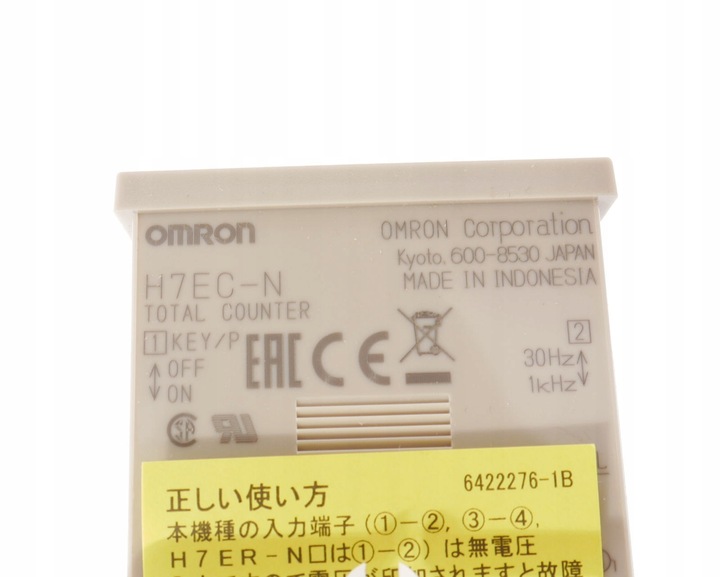 OMRON
OMRON Corporation
Kyoto, 600-8530 JAPAN
MADE IN INDONESIA
H7EC-N
TOTAL COUNTER
1 KEY/P
OFF
ON
EAC CE
2
30Hz
1kHz
正しい使い方
6422276-1B
本機種の入力端子(①－②, ③－④,
H7ER-N□は①－②)は無電圧